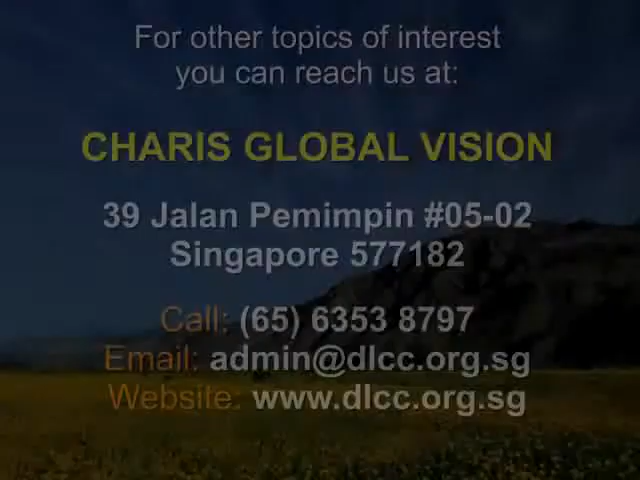 For other topics of interest
you can reach us at:
CHARIS GLOBAL VISION
39 Jalan Pemimpin #05-02
Singapore 577182
Call: (65) 6353 8797
Email: admin@dlcc.org.sg
Website: www.dlcc.org.sg